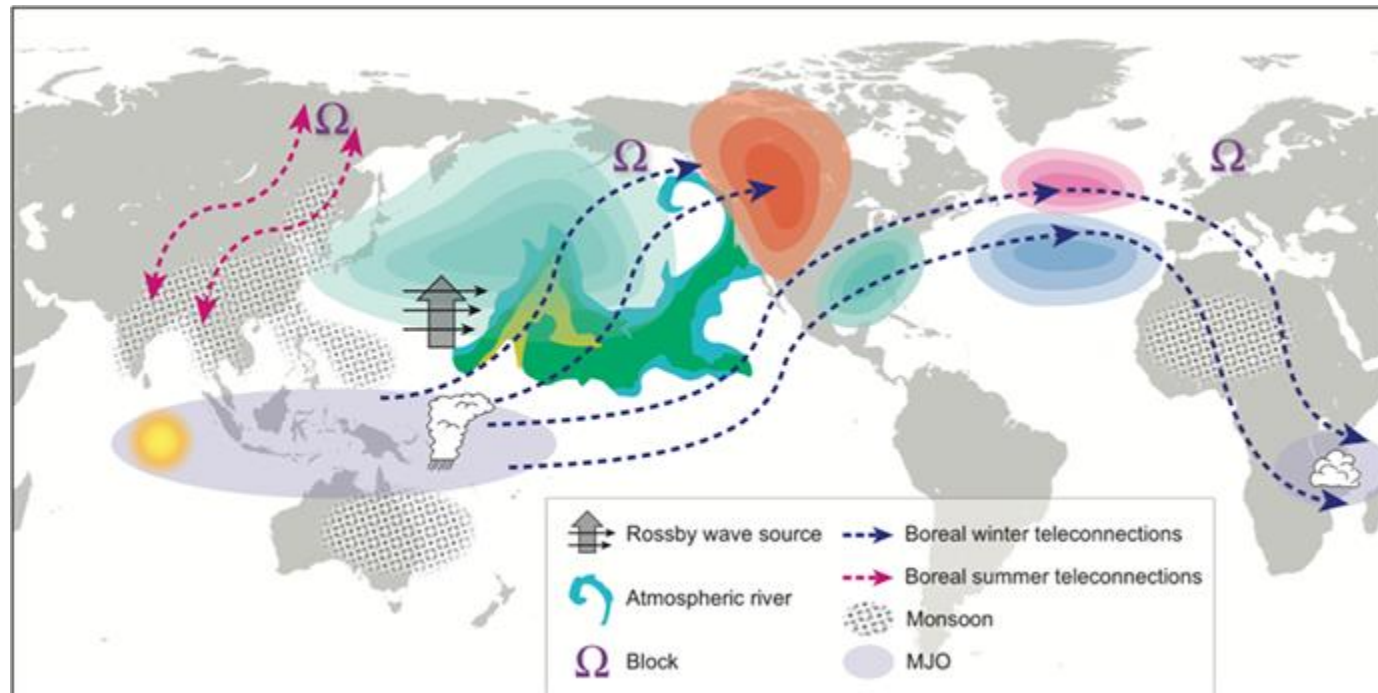 Ω
Ω
Ω
Rossby wave source
Atmospheric river
Ω Block
Boreal winter teleconnections
Boreal summer teleconnections
Monsoon
MJO